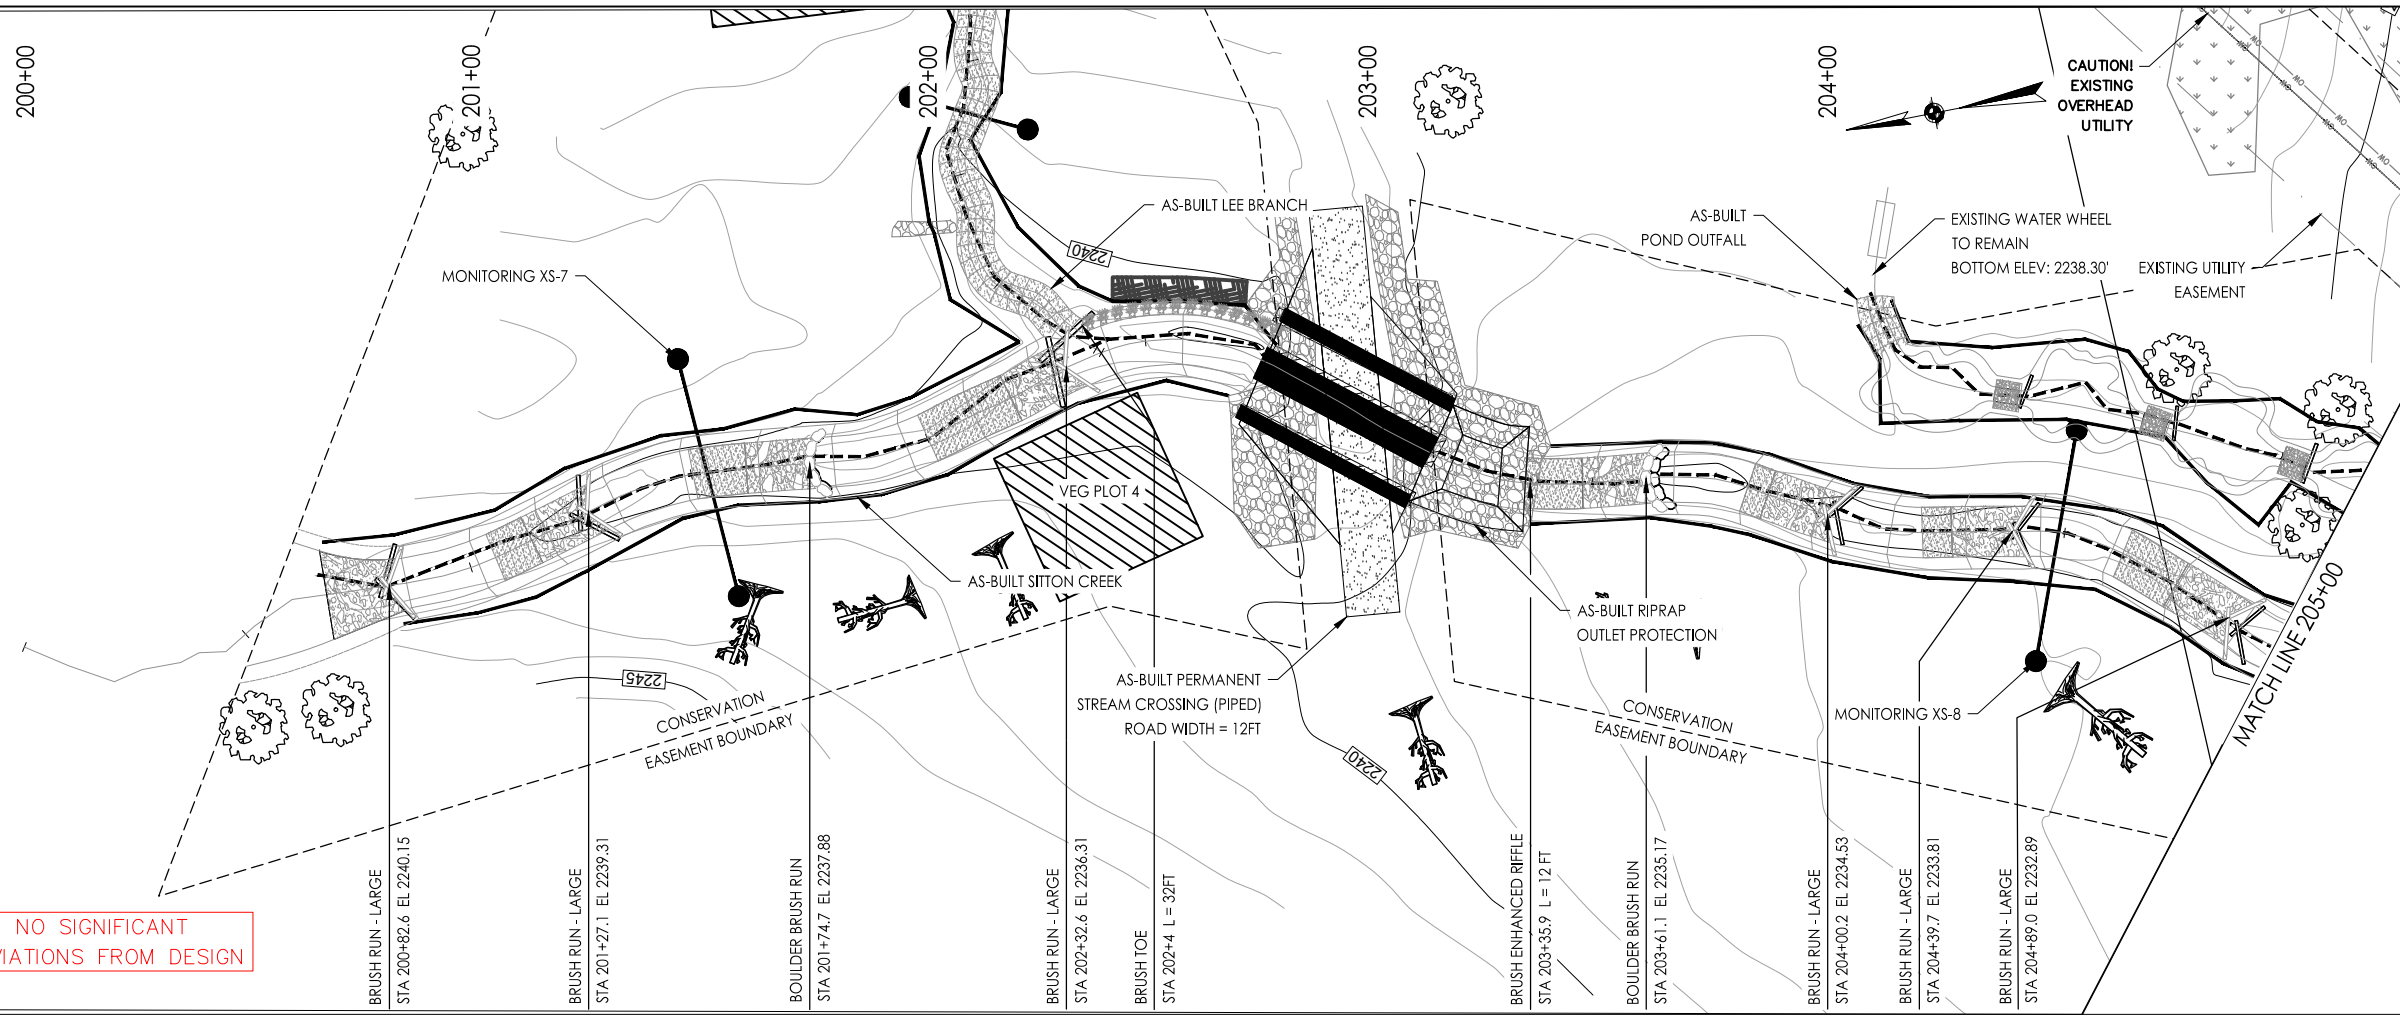 200+00
201+00
202+00
203+00
204+00
CAUTION!
EXISTING
OVERHEAD
UTILITY
AS-BUILT LEE BRANCH
2240
MONITORING XS-7
AS-BUILT
POND OUTFALL
EXISTING WATER WHEEL
TO REMAIN
BOTTOM ELEV: 2238.30'
EXISTING UTILITY
EASEMENT
VEG PLOT 4
AS-BUILT SITTON CREEK
AS-BUILT RIPRAP
OUTLET PROTECTION
AS-BUILT PERMANENT
STREAM CROSSING (PIPED)
ROAD WIDTH = 12FT
2245
CONSERVATION
EASEMENT BOUNDARY
2240
CONSERVATION
EASEMENT BOUNDARY
MONITORING XS-8
MATCH LINE 205+00
BRUSH RUN - LARGE
STA 200+82.6 EL 2240.15
BRUSH RUN - LARGE
STA 201+27.1 EL 2239.31
BOULDER BRUSH RUN
STA 201+74.7 EL 2237.88
BRUSH RUN - LARGE
STA 202+32.6 EL 2236.31
BRUSH TOE
STA 202+4 L = 32FT
BRUSH ENHANCED RIFFLE
STA 203+35.9 L = 12 FT
BOULDER BRUSH RUN
STA 203+61.1 EL 2235.17
BRUSH RUN - LARGE
STA 204+00.2 EL 2234.53
BRUSH RUN - LARGE
STA 204+39.7 EL 2233.81
BRUSH RUN - LARGE
STA 204+89.0 EL 2232.89
NO SIGNIFICANT
VIATIONS FROM DESIGN